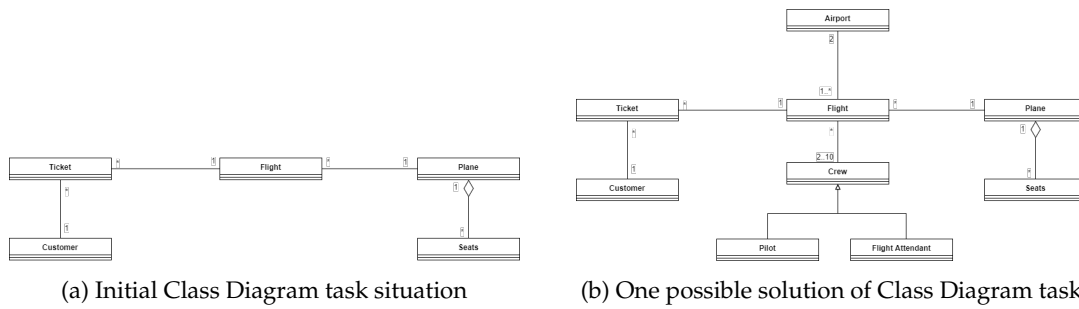 Ticket
*
1
Flight
*
1
Plane
*
1
1
*
Customer
Seats
(a) Initial Class Diagram task situation
Airport
2
1..*
Ticket
*
1
Flight
*
1
Plane
*
1
*
2..10
1
*
Customer
Crew
Seats
Pilot
Flight Attendant
(b) One possible solution of Class Diagram task